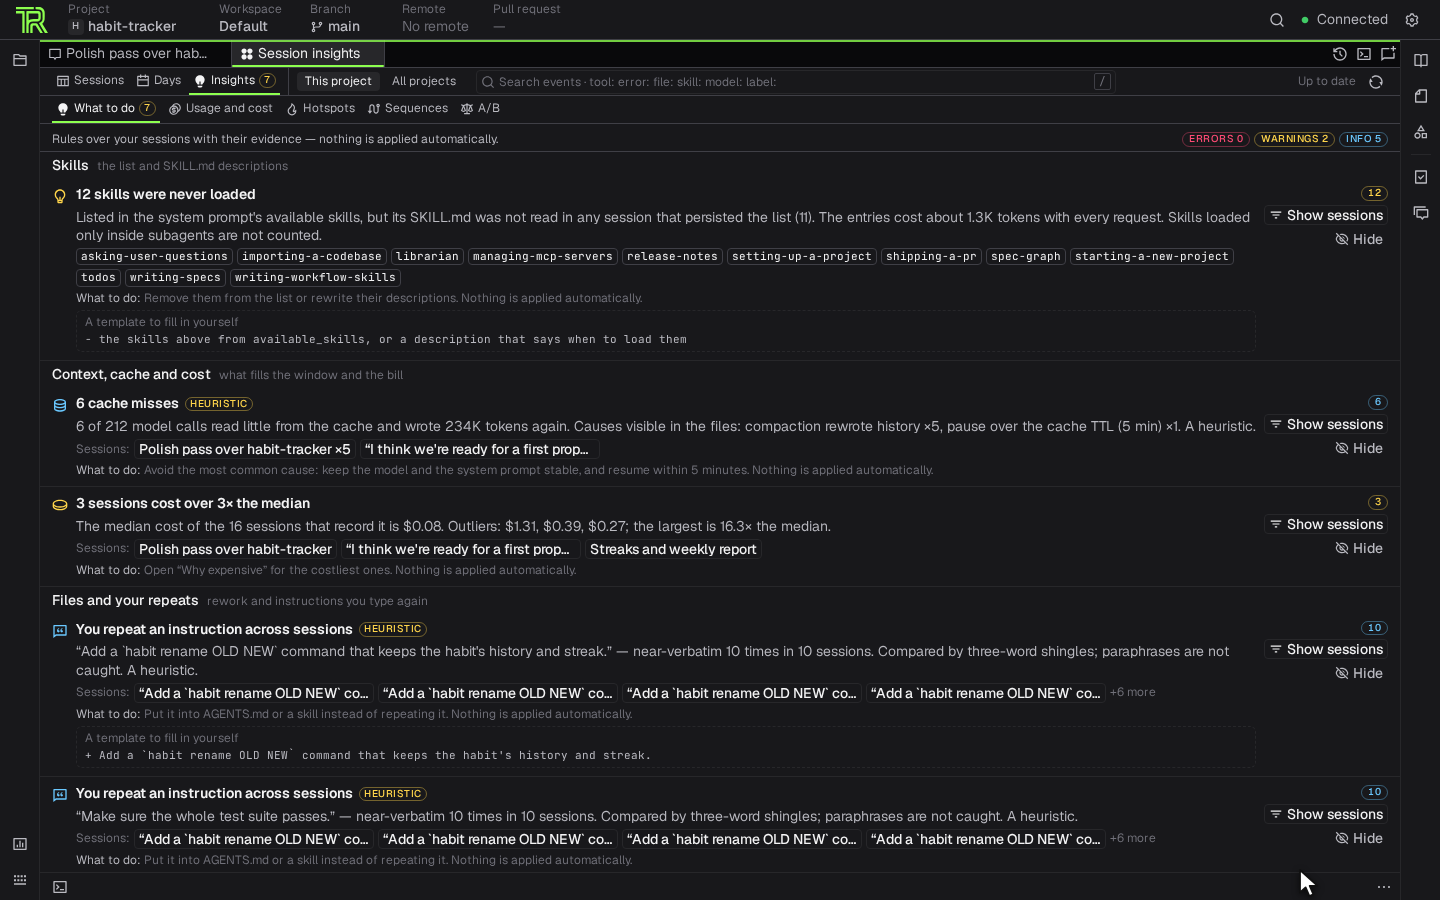 TR
Project
H habit-tracker
Workspace
Default
Branch
main
Remote
No remote
Pull request
—
Connected
Polish pass over hab...
Session insights
Sessions
Days
Insights 7
This project
All projects
Search events · tool: error: file: skill: model: label:
/
Up to date
What to do 7
Usage and cost
Hotspots
Sequences
A/B
Rules over your sessions with their evidence — nothing is applied automatically.
ERRORS 0
WARNINGS 2
INFO 5
Skills the list and SKILL.md descriptions
12 skills were never loaded
12
Listed in the system prompt's available skills, but its SKILL.md was not read in any session that persisted the list (11). The entries cost about 1.3K tokens with every request. Skills loaded
only inside subagents are not counted.
Show sessions
Hide
asking-user-questions importing-a-codebase librarian managing-mcp-servers release-notes setting-up-a-project shipping-a-pr spec-graph starting-a-new-project
todos writing-specs writing-workflow-skills
What to do: Remove them from the list or rewrite their descriptions. Nothing is applied automatically.
A template to fill in yourself
- the skills above from available_skills, or a description that says when to load them
Context, cache and cost what fills the window and the bill
6 cache misses HEURISTIC
6
6 of 212 model calls read little from the cache and wrote 234K tokens again. Causes visible in the files: compaction rewrote history ×5, pause over the cache TTL (5 min) ×1. A heuristic.
Show sessions
Sessions: Polish pass over habit-tracker ×5 “I think we're ready for a first prop...
Hide
What to do: Avoid the most common cause: keep the model and the system prompt stable, and resume within 5 minutes. Nothing is applied automatically.
3 sessions cost over 3× the median
3
The median cost of the 16 sessions that record it is $0.08. Outliers: $1.31, $0.39, $0.27; the largest is 16.3× the median.
Show sessions
Sessions: Polish pass over habit-tracker “I think we're ready for a first prop... Streaks and weekly report
Hide
What to do: Open “Why expensive” for the costliest ones. Nothing is applied automatically.
Files and your repeats rework and instructions you type again
You repeat an instruction across sessions HEURISTIC
10
“Add a `habit rename OLD NEW` command that keeps the habit's history and streak.” — near-verbatim 10 times in 10 sessions. Compared by three-word shingles; paraphrases are not
caught. A heuristic.
Show sessions
Hide
Sessions: “Add a `habit rename OLD NEW` co... “Add a `habit rename OLD NEW` co... “Add a `habit rename OLD NEW` co... “Add a `habit rename OLD NEW` co... +6 more
What to do: Put it into AGENTS.md or a skill instead of repeating it. Nothing is applied automatically.
A template to fill in yourself
+ Add a `habit rename OLD NEW` command that keeps the habit's history and streak.
You repeat an instruction across sessions HEURISTIC
10
“Make sure the whole test suite passes.” — near-verbatim 10 times in 10 sessions. Compared by three-word shingles; paraphrases are not caught. A heuristic.
Show sessions
Sessions: “Add a `habit rename OLD NEW` co... “Add a `habit rename OLD NEW` co... “Add a `habit rename OLD NEW` co... “Add a `habit rename OLD NEW` co... +6 more
Hide
What to do: Put it into AGENTS.md or a skill instead of repeating it. Nothing is applied automatically.